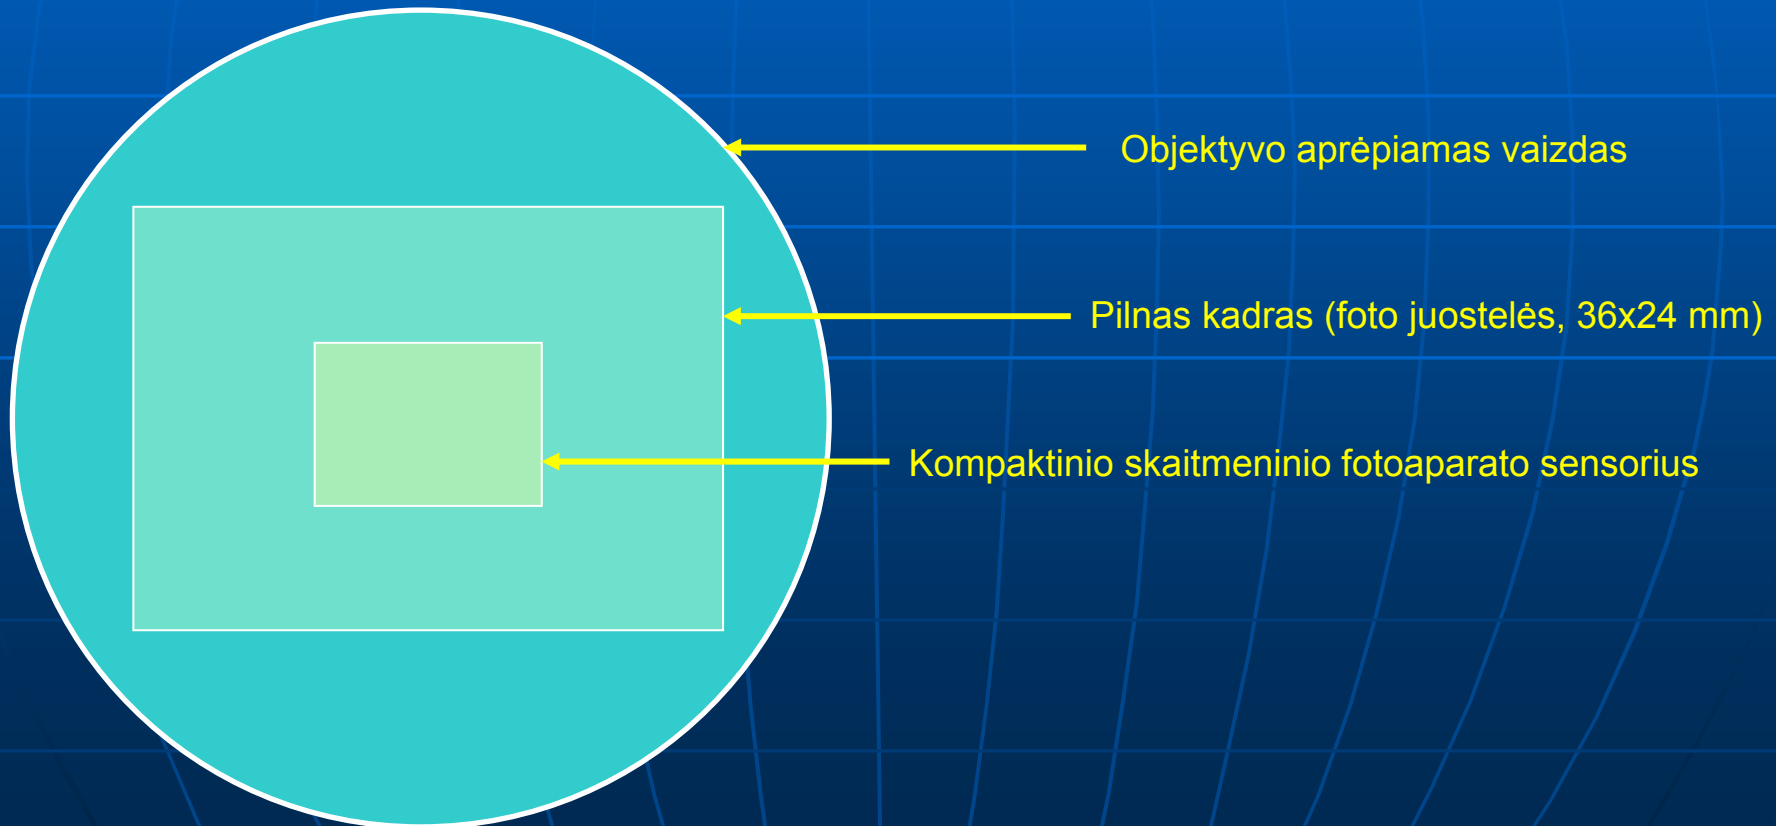 Objektyvo aprėpiamas vaizdas
Pilnas kadras (foto juostelės, 36x24 mm)
Kompaktinio skaitmeninio fotoaparato sensorius